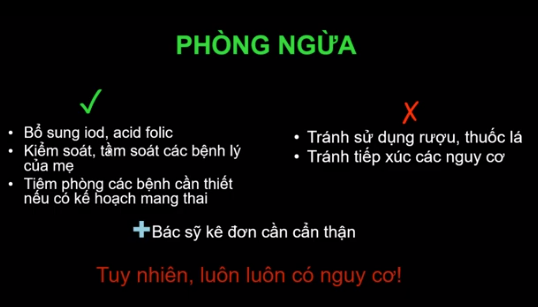 PHÒNG NGỪA
✓
• Bổ sung iod, acid folic
• Kiểm soát, tầm soát các bệnh lý
của mẹ
• Tiêm phòng các bệnh cần thiết
nếu có kế hoạch mang thai
✗
• Tránh sử dụng rượu, thuốc lá
• Tránh tiếp xúc các nguy cơ
✚Bác sỹ kê đơn cần cẩn thận
Tuy nhiên, luôn luôn có nguy cơ!